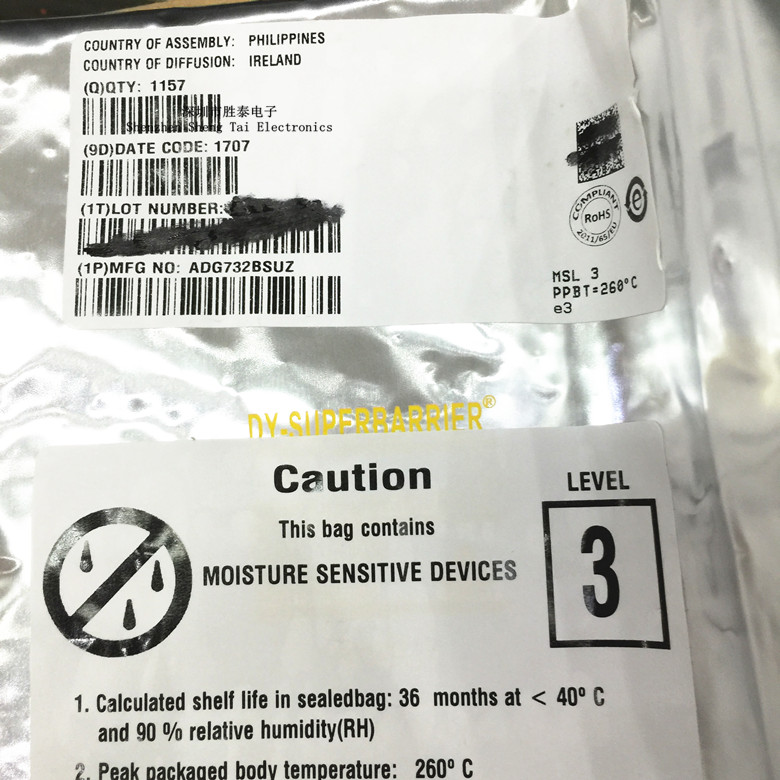 COUNTRY OF ASSEMBLY: PHILIPPINES
COUNTRY OF DIFFUSION: IRELAND
(Q)QTY: 1157
深圳市胜泰电子
Shenzhen Sheng Tai Electronics
(9D)DATE CODE: 1707
(1T)LOT NUMBER:
(1P)MFG NO: ADG732BSUZ
COMPLIANT
RoHS
2011/65/EU
e
MSL 3
PPBT=260°C
e3
DY-SUPERBARRIER®
Caution
LEVEL
3
This bag contains
MOISTURE SENSITIVE DEVICES
1. Calculated shelf life in sealedbag: 36 months at < 40° C
and 90 % relative humidity(RH)
2. Peak packaged body temperature: 260° C